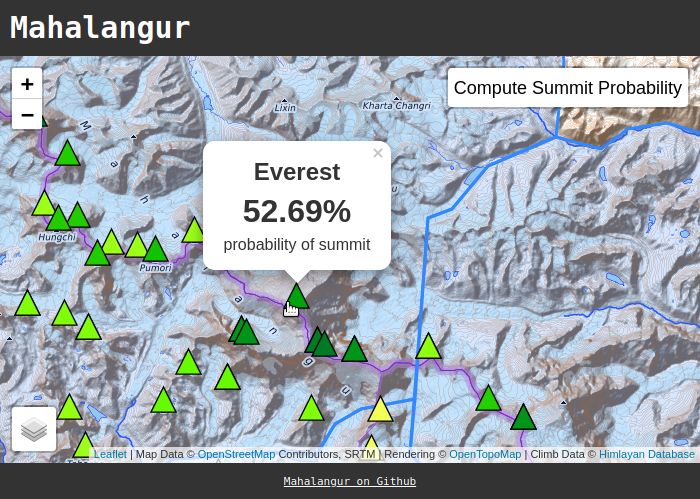 Mahalangur
+
−
Compute Summit Probability
Lixin
Kharta Changri
×
Everest
52.69%
probability of summit
M a h a l a n g u r
Hungchi
Pumori
Leaflet | Map Data © OpenStreetMap Contributors, SRTM | Rendering © OpenTopoMap | Climb Data © Himlayan Database
Mahalangur on Github